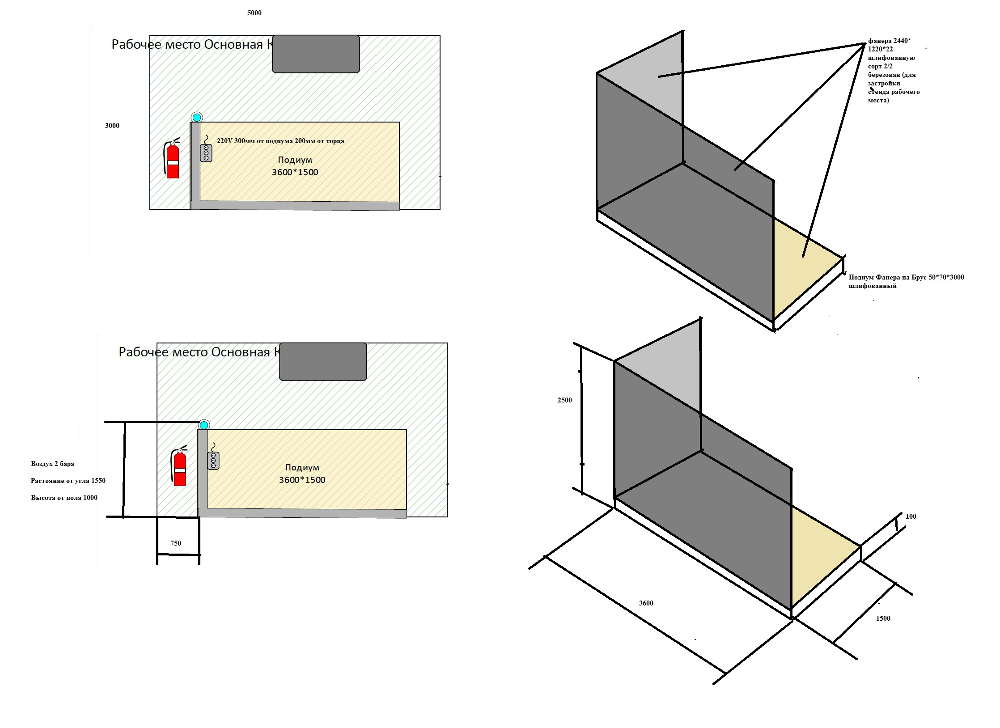 5000
Рабочее место Основная К
3000
220V 300мм от подиума 200мм от торца
Подиум
3600*1500
фанера 2440*
1220*22
шлифованную
сорт 2/2
березовая (для
застройки
стенда рабочего
места)
Подиум Фанера на Брус 50*70*3000
шлифованный
Рабочее место Основная К
Воздух 2 бара
Растояние от угла 1550
Высота от пола 1000
Подиум
3600*1500
750
2500
100
3600
1500